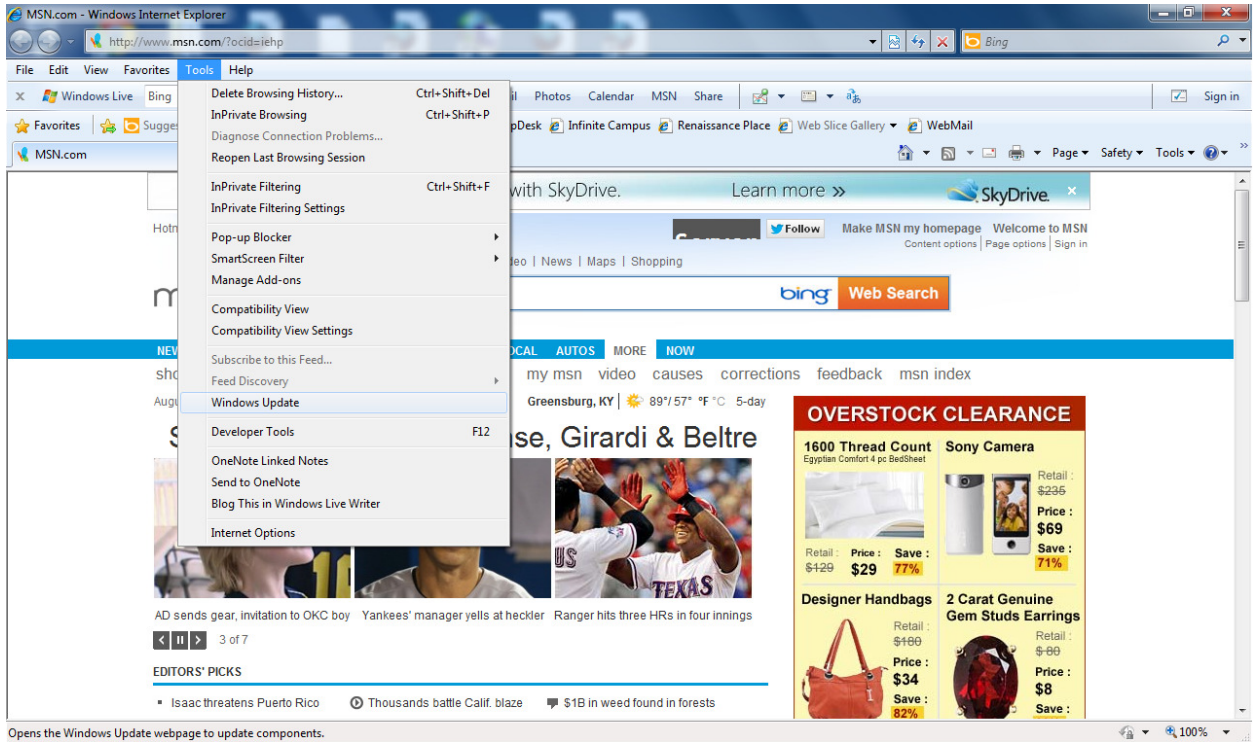 MSN.com - Windows Internet Explorer
http://www.msn.com/?ocid=iehp
Bing
File Edit View Favorites Tools Help
Windows Live Bing Photos Calendar MSN Share Sign in
Favorites Infinite Campus Renaissance Place Web Slice Gallery WebMail
MSN.com Page Safety Tools
Delete Browsing History... Ctrl+Shift+Del
InPrivate Browsing Ctrl+Shift+P
Diagnose Connection Problems...
Reopen Last Browsing Session
InPrivate Filtering Ctrl+Shift+F
InPrivate Filtering Settings
Pop-up Blocker
SmartScreen Filter
Manage Add-ons
Compatibility View
Compatibility View Settings
Subscribe to this Feed...
Feed Discovery
Windows Update
Developer Tools F12
OneNote Linked Notes
Send to OneNote
Blog This in Windows Live Writer
Internet Options
with SkyDrive. Learn more » SkyDrive
Follow Make MSN my homepage Welcome to MSN
Content options | Page options | Sign in
| News | Maps | Shopping
bing Web Search
AUTOS MORE NOW
my msn video causes corrections feedback msn index
Greensburg, KY | 89°/57° °F °C 5-day
Girardi & Beltre
TEXAS
AD sends gear, invitation to OKC boy Yankees' manager yells at heckler Ranger hits three HRs in four innings
3 of 7
EDITORS' PICKS
Isaac threatens Puerto Rico Thousands battle Calif. blaze $1B in weed found in forests
OVERSTOCK CLEARANCE
1600 Thread Count
Egyptian Comfort 4 pc BedSheet
Retail : $129 Price : $29 Save : 77%
Sony Camera
Retail : $235
Price : $69
Save : 71%
Designer Handbags
Retail : $180
Price : $34
Save : 82%
2 Carat Genuine
Gem Studs Earrings
Retail : $80
Price : $8
Save :
Opens the Windows Update webpage to update components. 100%